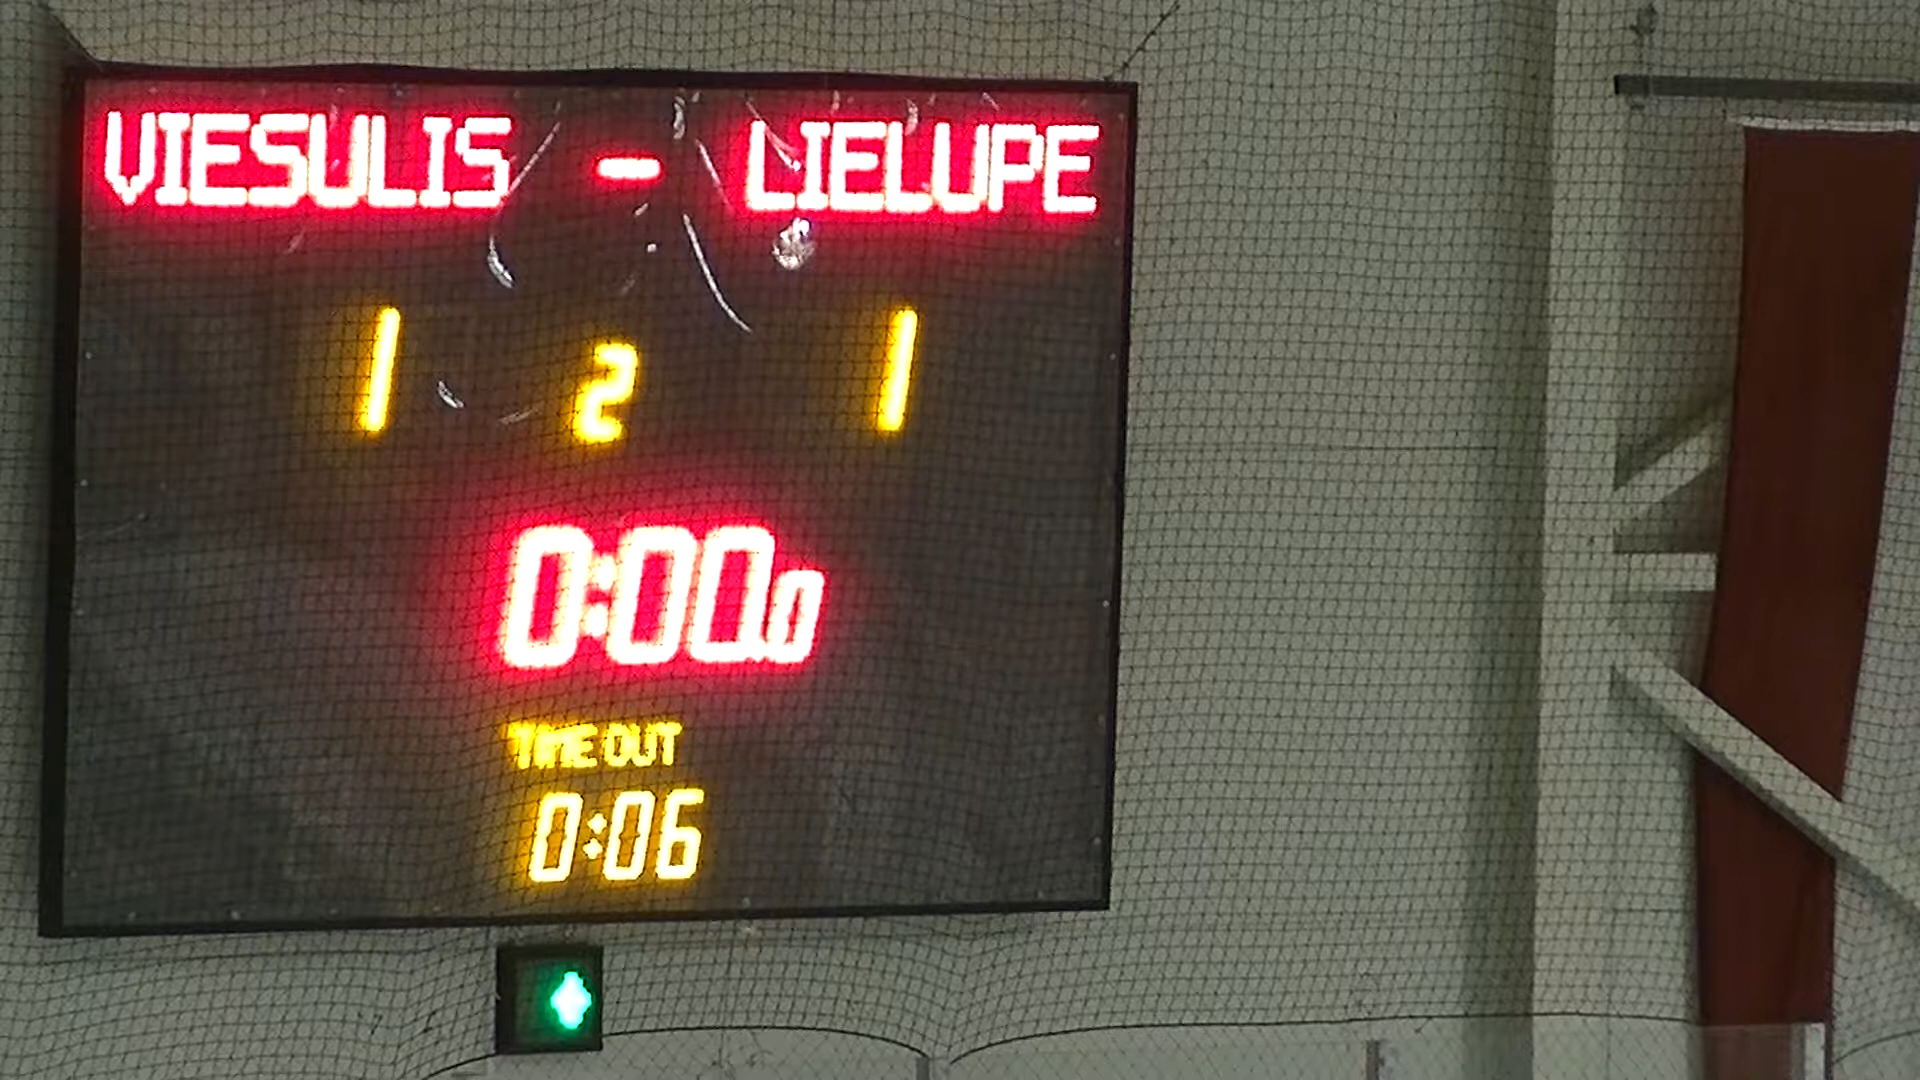 VIESULIS - LIELUPE
1 2 1
0:00.0
TIME OUT
0:06